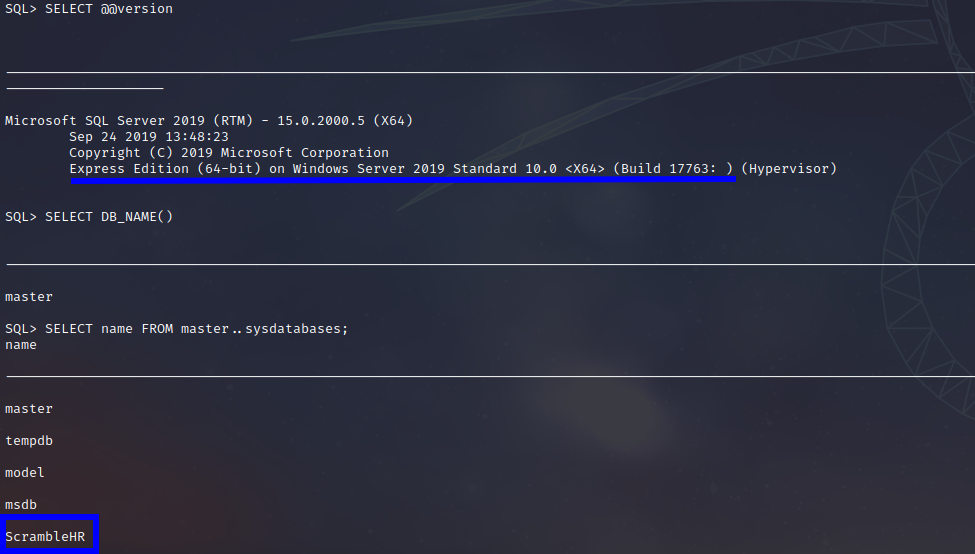 SQL> SELECT @@version
Microsoft SQL Server 2019 (RTM) - 15.0.2000.5 (X64)
Sep 24 2019 13:48:23
Copyright (C) 2019 Microsoft Corporation
Express Edition (64-bit) on Windows Server 2019 Standard 10.0 <X64> (Build 17763: ) (Hypervisor)
SQL> SELECT DB_NAME()
master
SQL> SELECT name FROM master..sysdatabases;
name
master
tempdb
model
msdb
ScrambleHR